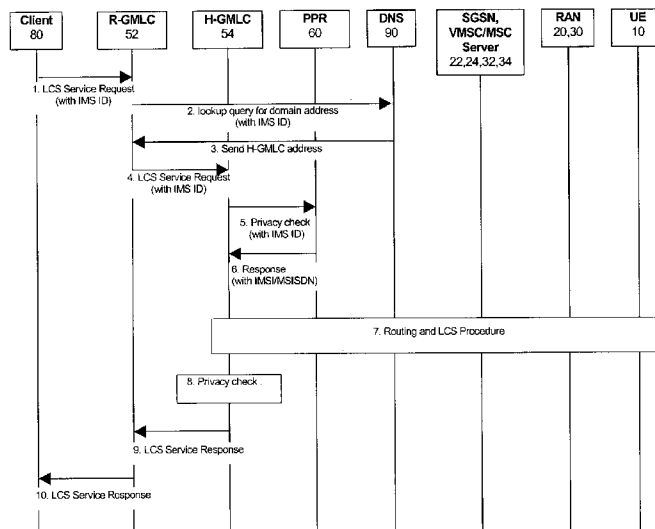 Client
80
R-GMLC
52
H-GMLC
54
PPR
60
DNS
90
SGSN,
VMSC/MSC
Server
22,24,32,34
RAN
20,30
UE
10
1. LCS Service Request
(with IMS ID)
2. lookup query for domain address
(with IMS ID)
3. Send H-GMLC address
4. LCS Service Request
(with IMS ID)
5. Privacy check
(with IMS ID)
6. Response
(with IMSI/MSISDN)
7. Routing and LCS Procedure
8. Privacy check .
9. LCS Service Response
10. LCS Service Response